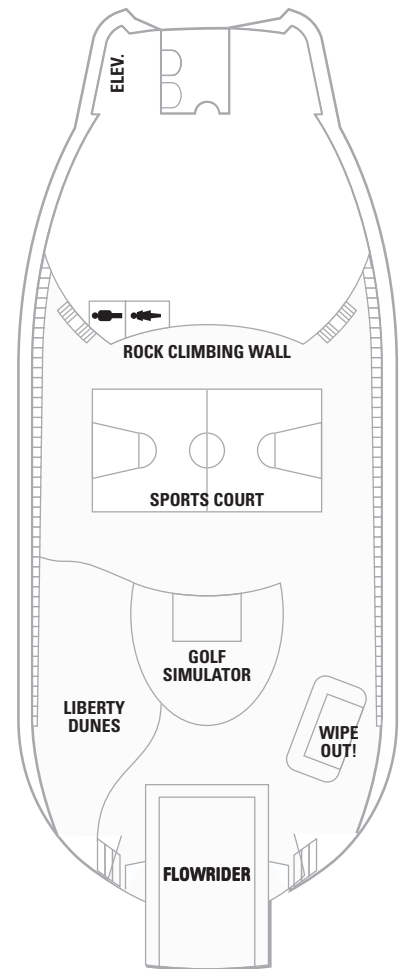 ELEV.
ROCK CLIMBING WALL
SPORTS COURT
GOLF
SIMULATOR
LIBERTY
DUNES
WIPE
OUT!
FLOWRIDER